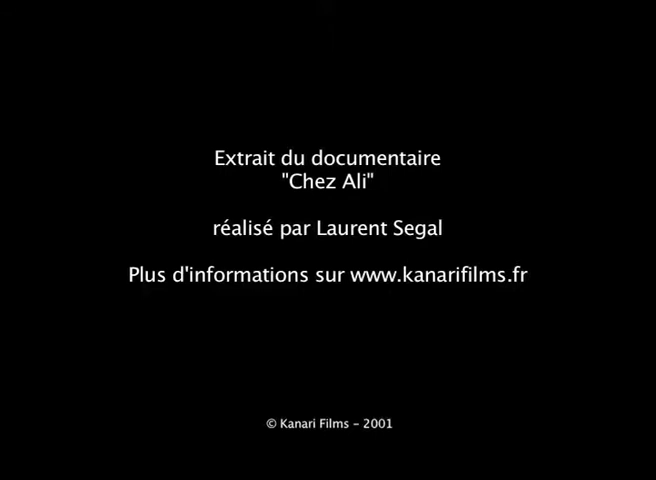 Extrait du documentaire
"Chez Ali"
réalisé par Laurent Segal
Plus d'informations sur www.kanarifilms.fr
© Kanari Films - 2001